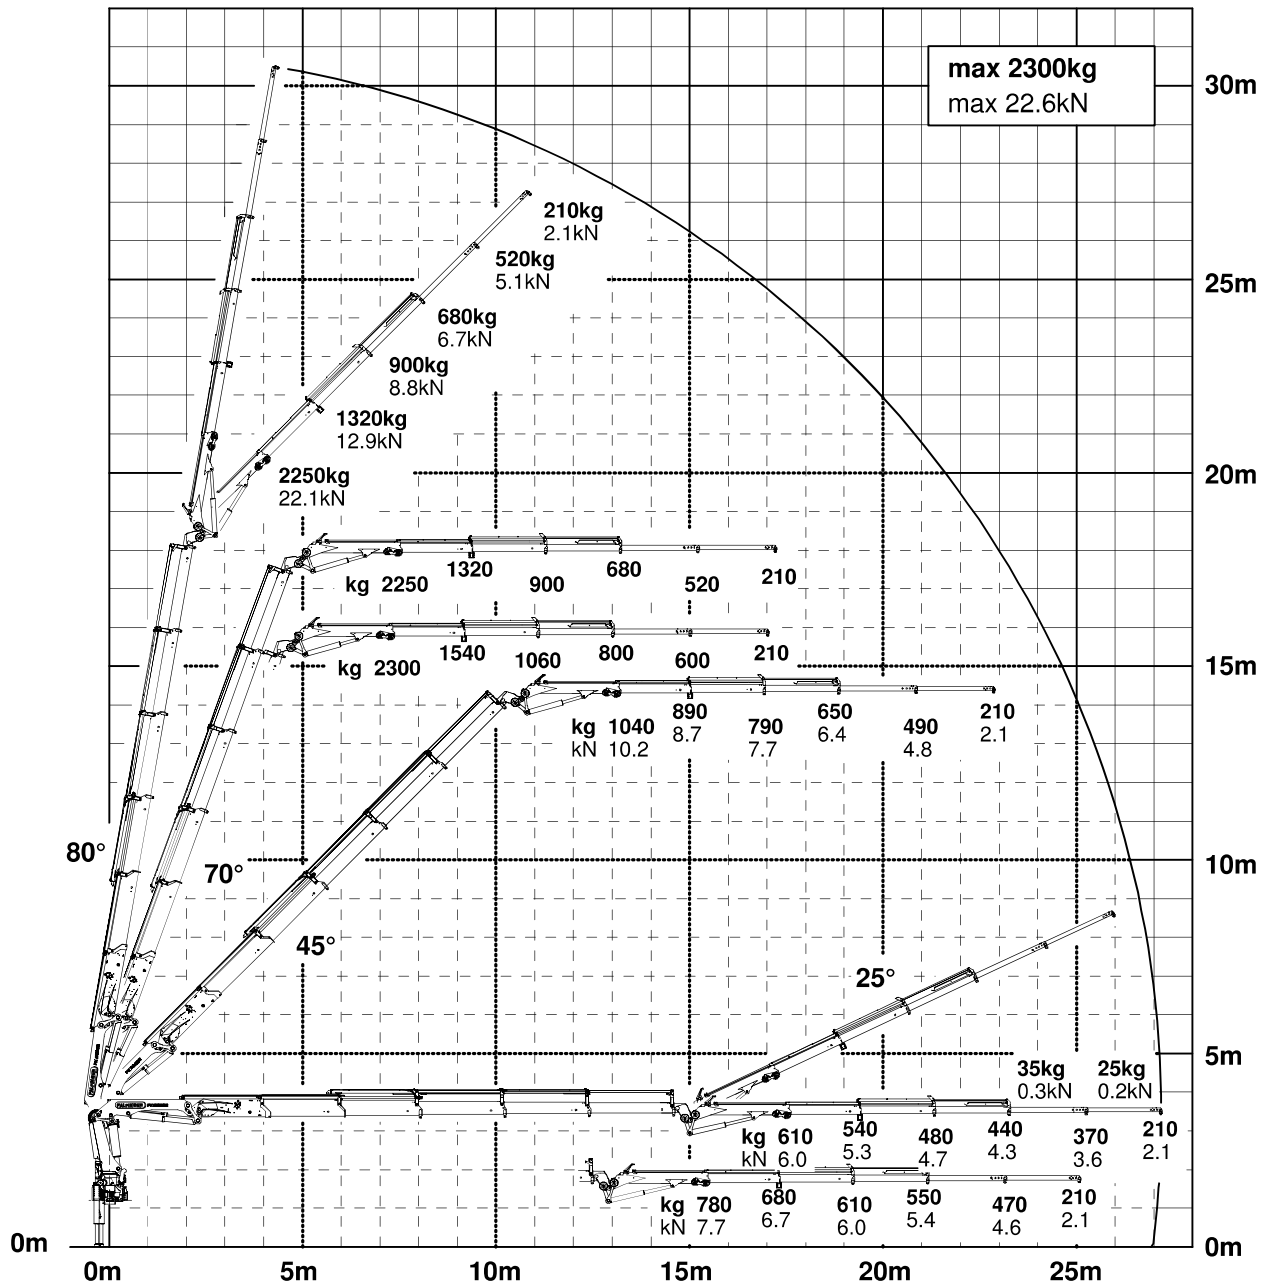 max 2300kg
max 22.6kN
30m
210kg
2.1kN
520kg
5.1kN
25m
680kg
6.7kN
900kg
8.8kN
1320kg
12.9kN
2250kg
22.1kN
20m
kg 2250 1320 900 680 520 210
kg 2300 1540 1060 800 600 210
15m
kg 1040 890 790 650 490 210
kN 10.2 8.7 7.7 6.4 4.8 2.1
80°
70°
10m
45°
25°
5m
35kg 25kg
0.3kN 0.2kN
kg 610 540 480 440 370 210
kN 6.0 5.3 4.7 4.3 3.6 2.1
kg 780 680 610 550 470 210
kN 7.7 6.7 6.0 5.4 4.6 2.1
0m 0m
0m 5m 10m 15m 20m 25m